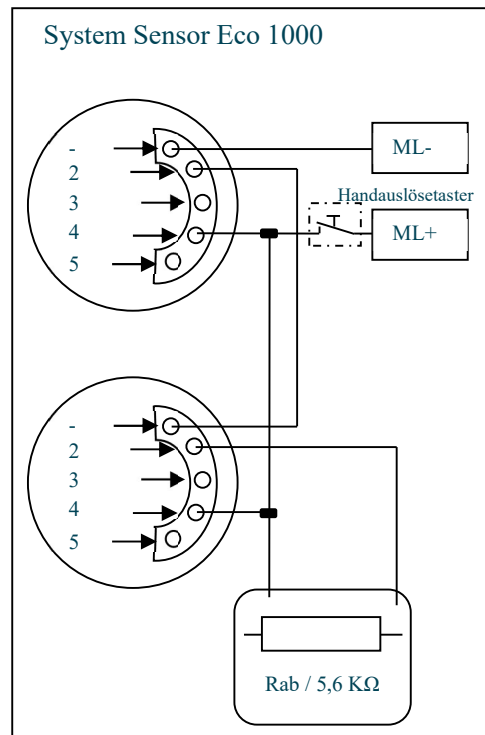 System Sensor Eco 1000
-
ML-
2
Handauslösetaster
3
4
ML+
5
-
2
3
4
5
Rab / 5,6 KΩ